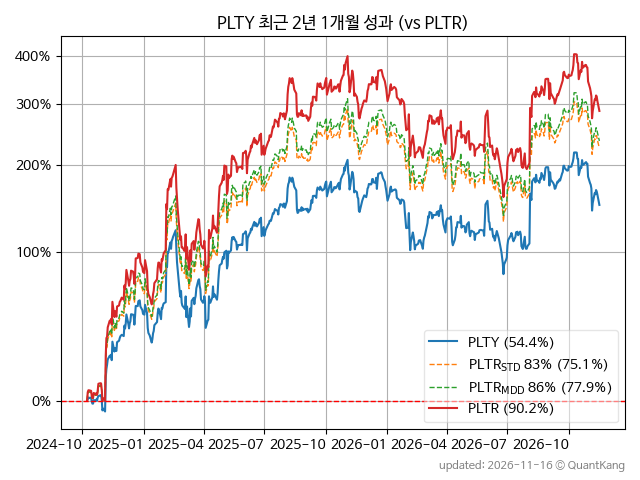 PLTY 최근 2년 1개월 성과 (vs PLTR)
400%
300%
200%
100%
0%
PLTY (54.4%)
PLTRSTD 83% (75.1%)
PLTRMDD 86% (77.9%)
PLTR (90.2%)
2024-10 2025-01 2025-04 2025-07 2025-10 2026-01 2026-04 2026-07 2026-10
updated: 2026-11-16 © QuantKang